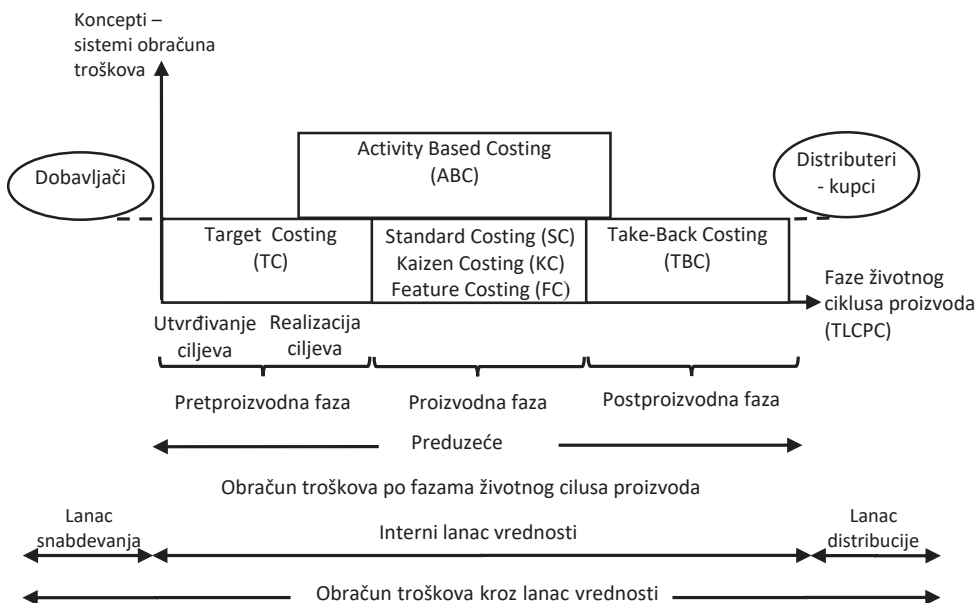 Koncepti –
sistemi obračuna
troškova
Activity Based Costing
(ABC)
Dobavljači
Distributeri
- kupci
Target Costing
(TC)
Standard Costing (SC)
Kaizen Costing (KC)
Feature Costing (FC)
Take-Back Costing
(TBC)
Faze životnog
ciklusa proizvoda
(TLCPC)
Utvrđivanje
ciljeva
Realizacija
ciljeva
Pretproizvodna faza
Proizvodna faza
Postproizvodna faza
Preduzeće
Obračun troškova po fazama životnog cilusa proizvoda
Lanac
snabdevanja
Interni lanac vrednosti
Lanac
distribucije
Obračun troškova kroz lanac vrednosti